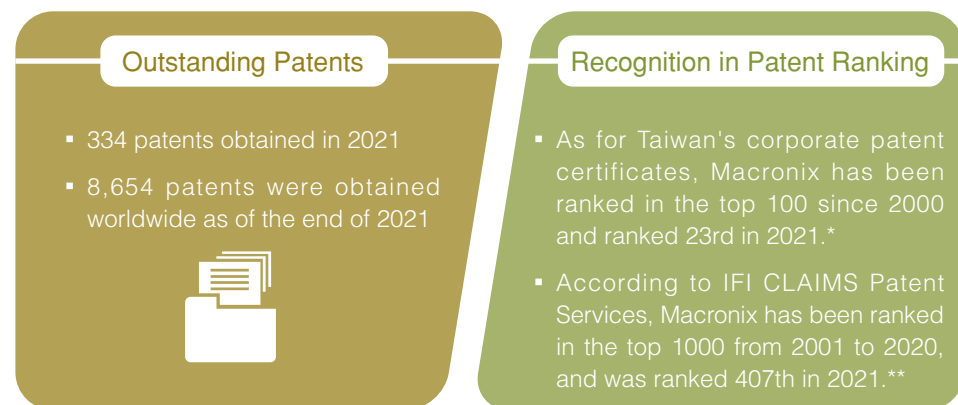 Outstanding Patents
▪ 334 patents obtained in 2021
▪ 8,654 patents were obtained
worldwide as of the end of 2021
Recognition in Patent Ranking
▪ As for Taiwan's corporate patent
certificates, Macronix has been
ranked in the top 100 since 2000
and ranked 23rd in 2021.*
▪ According to IFI CLAIMS Patent
Services, Macronix has been ranked
in the top 1000 from 2001 to 2020,
and was ranked 407th in 2021.**